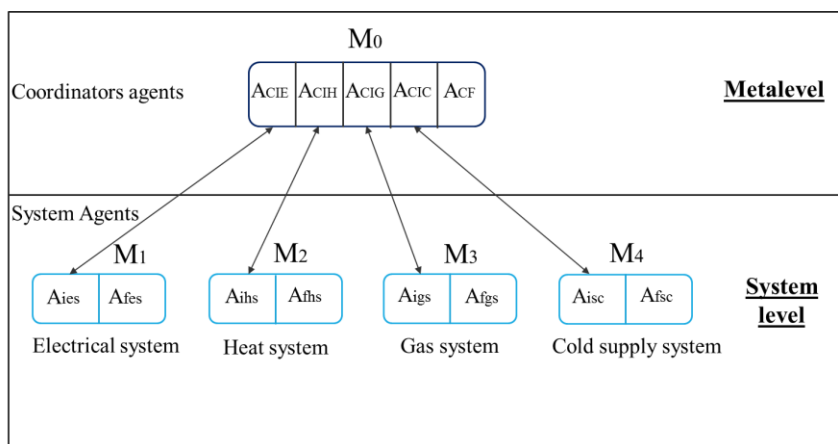 M0
Coordinators agents
ACIE ACIH ACIG ACIC ACF
Metalevel
System Agents
M1 M2 M3 M4
Aies Afes Aihs Afhs Aigs Afgs Aisc Afsc
System
level
Electrical system Heat system Gas system Cold supply system